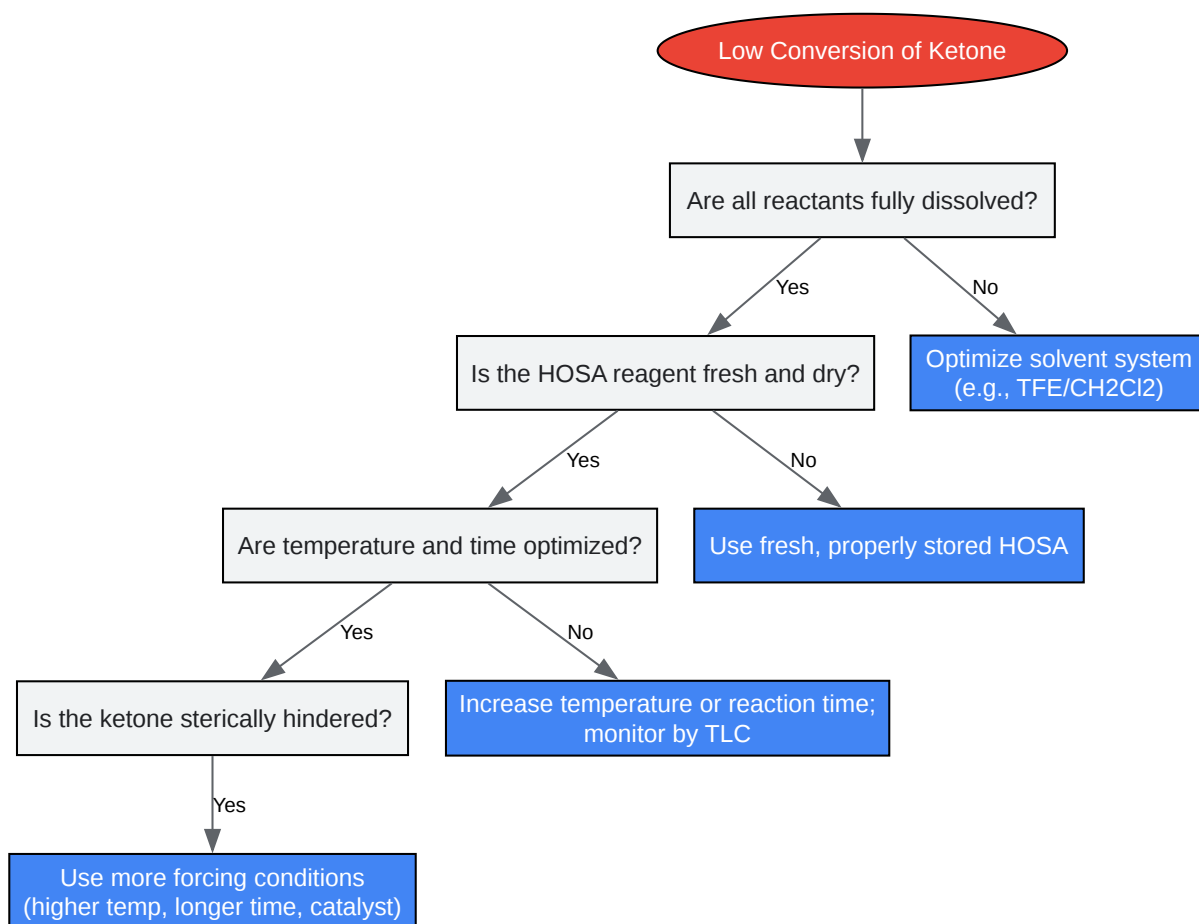 Low Conversion of Ketone
Are all reactants fully dissolved?
Yes
No
Is the HOSA reagent fresh and dry?
Optimize solvent system
(e.g., TFE/CH2Cl2)
Yes
No
Are temperature and time optimized?
Use fresh, properly stored HOSA
Yes
No
Is the ketone sterically hindered?
Increase temperature or reaction time;
monitor by TLC
Yes
Use more forcing conditions
(higher temp, longer time, catalyst)